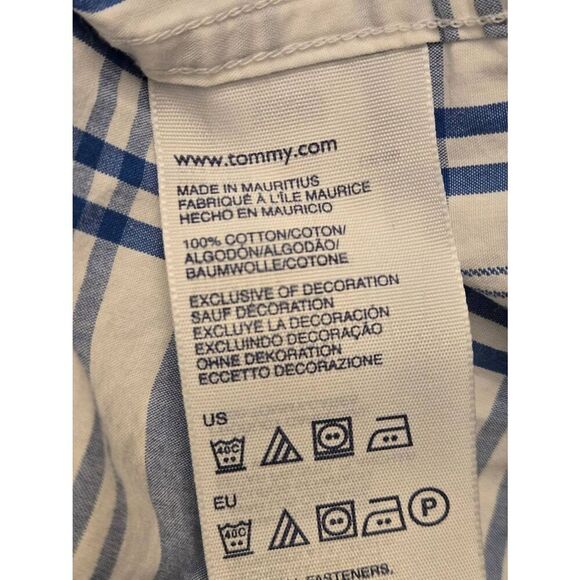 www.tommy.com
MADE IN MAURITIUS
FABRIQUÉ À L'ÎLE MAURICE
HECHO EN MAURICIO
100% COTTON/COTON/
ALGODÓN/ALGODÃO/
BAUMWOLLE/COTONE
EXCLUSIVE OF DECORATION
SAUF DÉCORATION
EXCLUYE LA DECORACIÓN
EXCLUINDO DECORAÇÃO
OHNE DEKORATION
ECCETTO DECORAZIONE
US
40C
EU
40C P
FASTENERS,